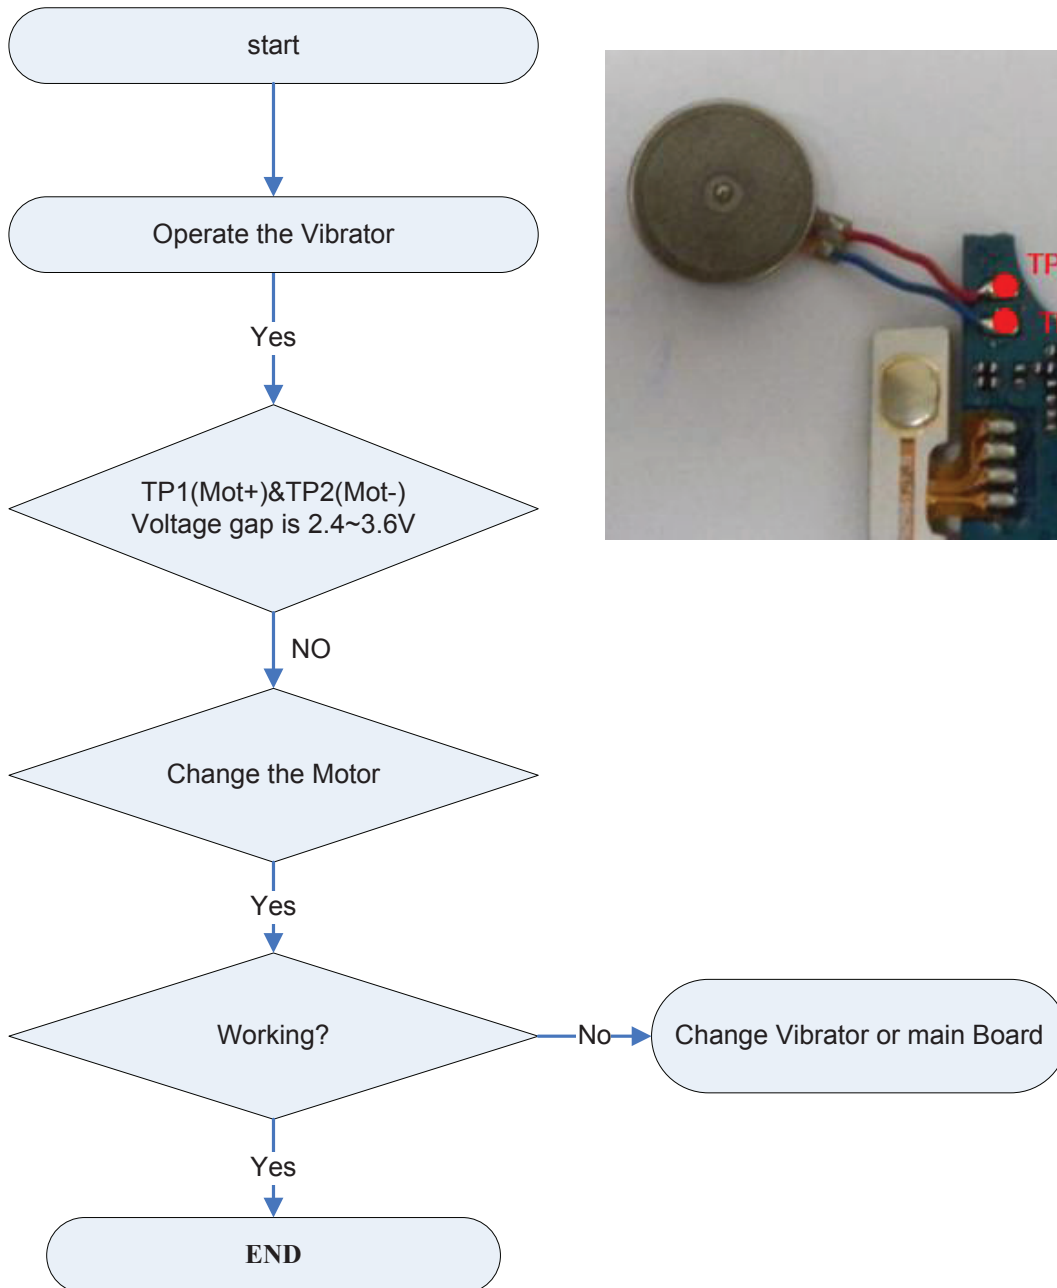 start
Operate the Vibrator
Yes
TP1(Mot+)&TP2(Mot-)
Voltage gap is 2.4~3.6V
NO
Change the Motor
Yes
Working?
No
Change Vibrator or main Board
Yes
END
TP